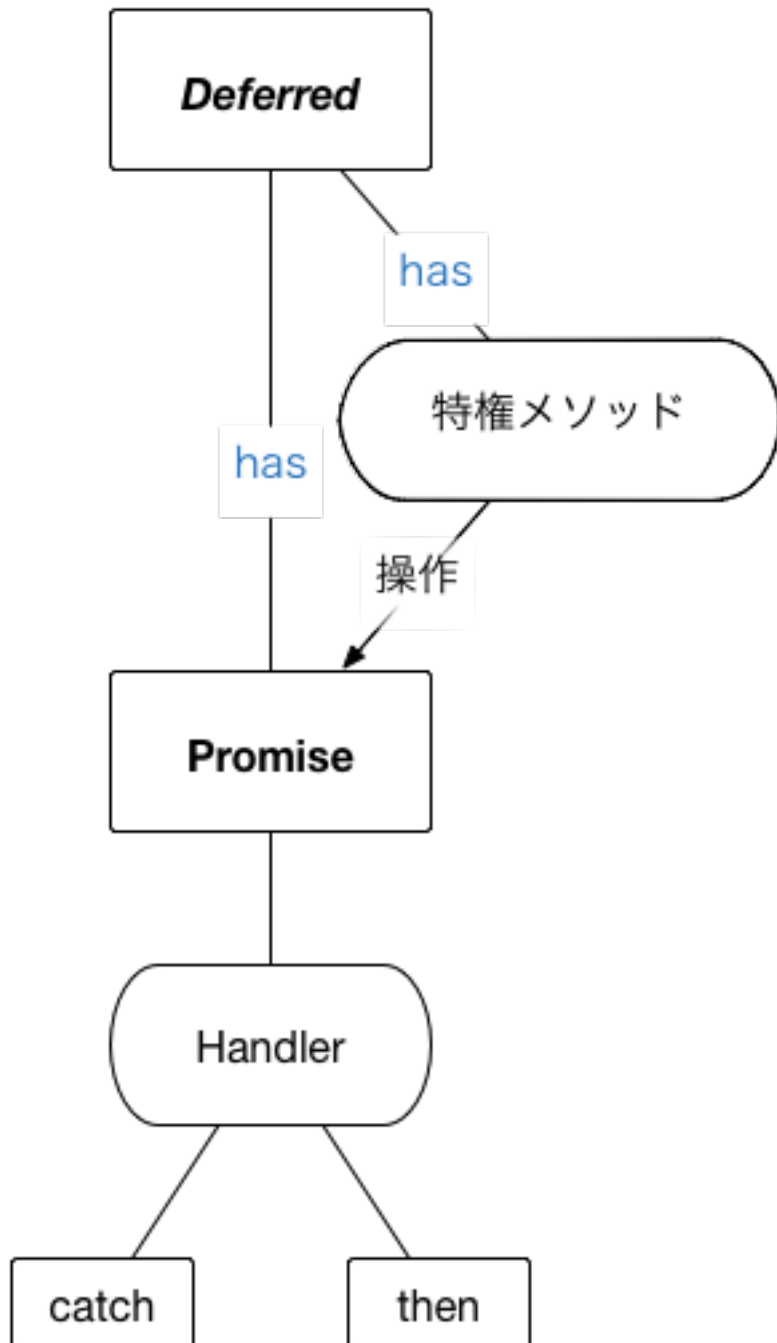 Deferred
has
特権メソッド
has
操作
Promise
Handler
catch
then